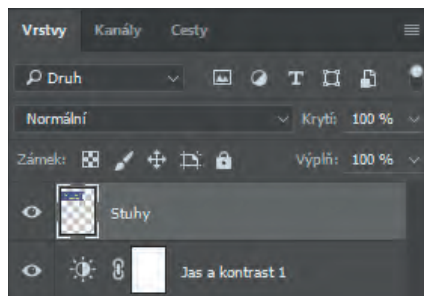 Vrstvy Kanály Cesty
Druh
Normální Krytí: 100 %
Zámek: Výplň: 100 %
Stuhy
Jas a kontrast 1